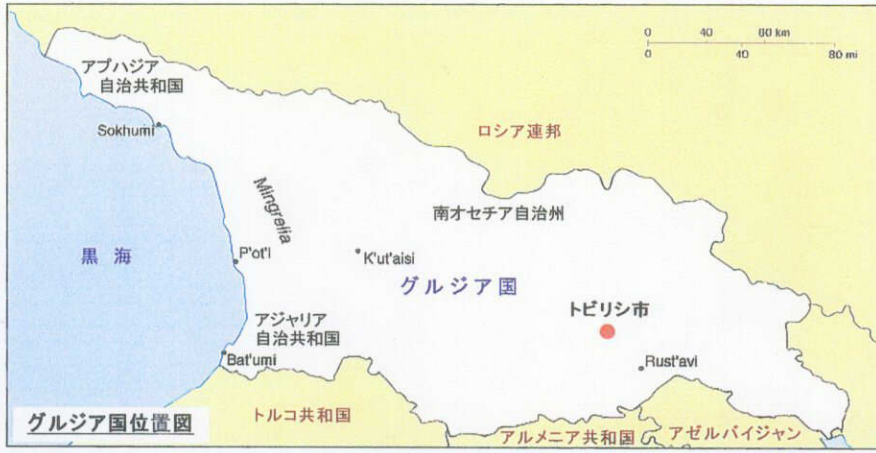 0 40 80 km
0 40 80 mi
アブハジア
自治共和国
Sokhumi
ロシア連邦
Mingrelia
南オセチア自治州
黒 海
P'ot'i
K'ut'aisi
グルジア国
トビリシ市
アジャリア
自治共和国
Bat'umi
Rust'avi
グルジア国位置図
トルコ共和国
アルメニア共和国
アゼルバイジャン